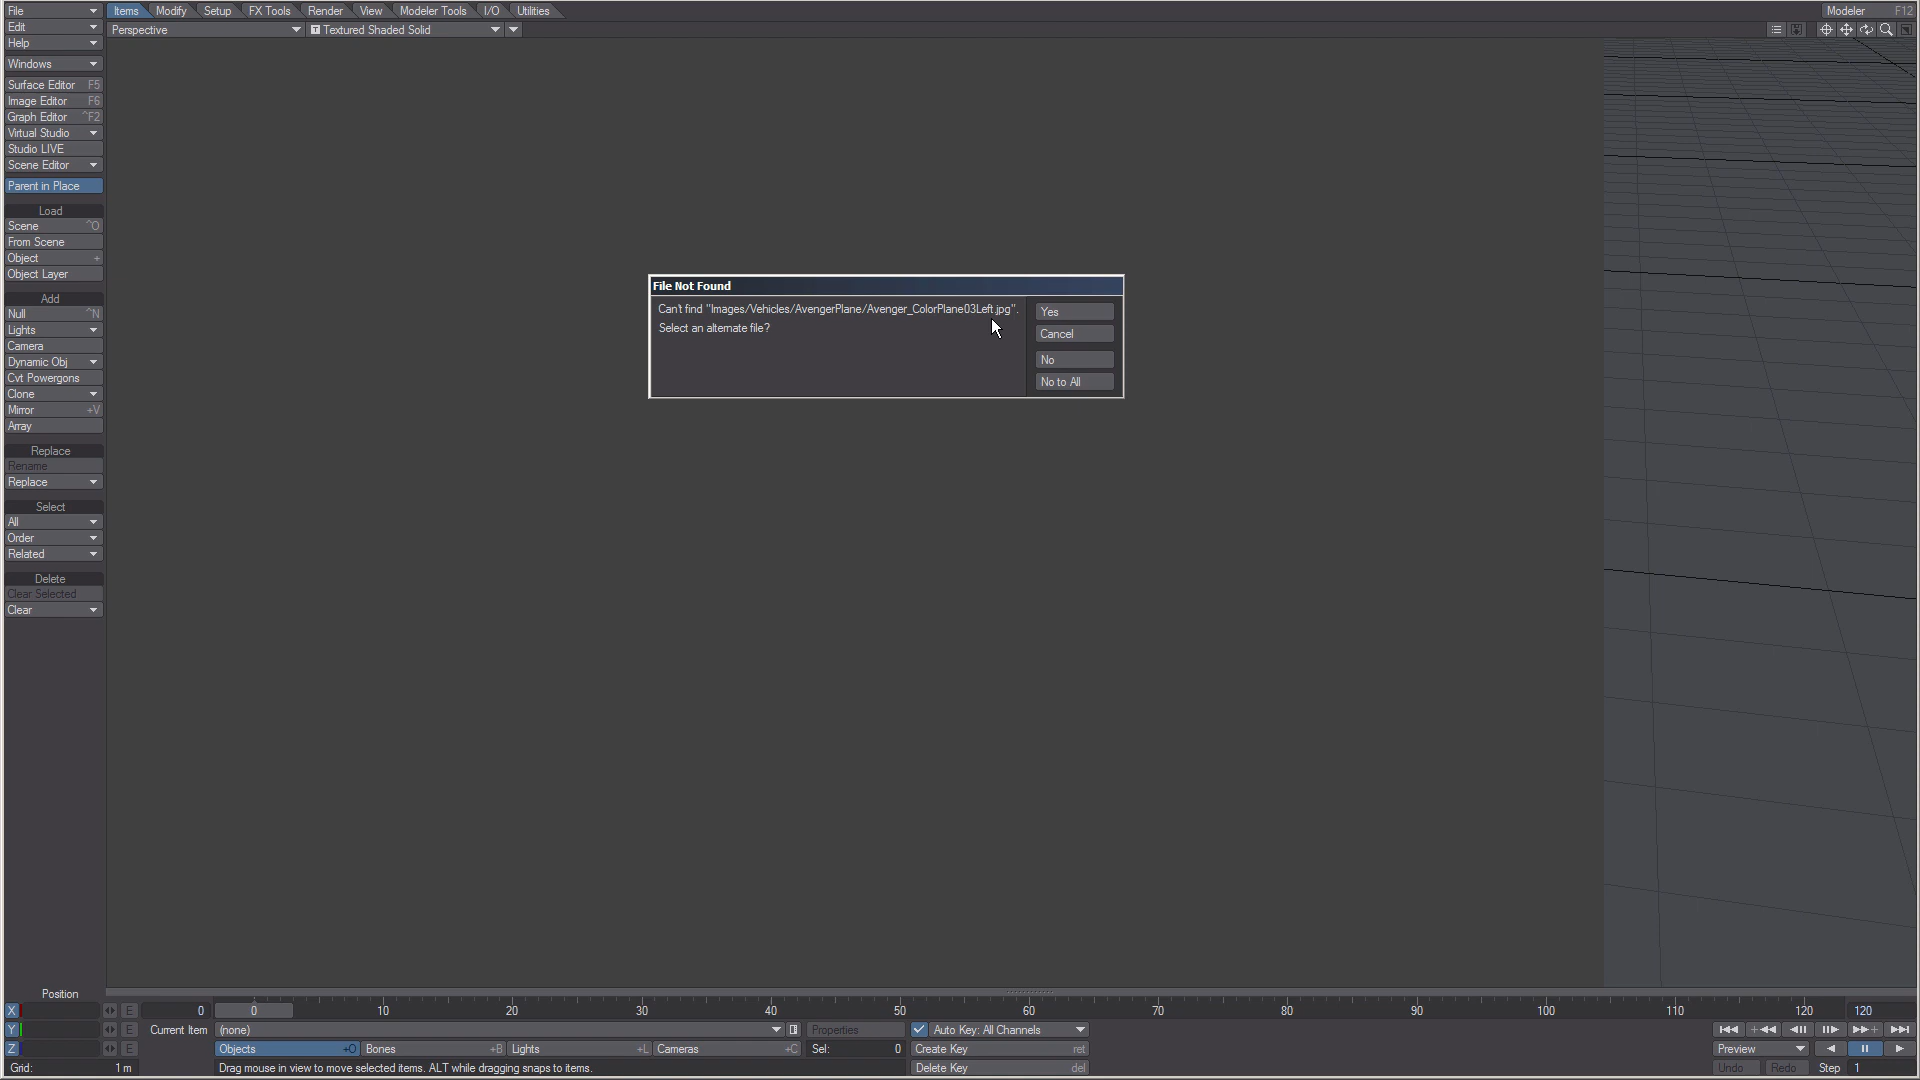 File
Items
Modify
Setup
FX Tools
Render
View
Modeler Tools
I/O
Utilities
Modeler F12
Edit
Perspective
Textured Shaded Solid
Help
Windows
Surface Editor F5
Image Editor F6
Graph Editor ^F2
Virtual Studio
Studio LIVE
Scene Editor
Parent in Place
Load
Scene ^O
From Scene
Object +
Object Layer
Add
Null ^N
Lights
Camera
Dynamic Obj
Cvt Powergons
Clone
Mirror +V
Array
Replace
Rename
Replace
Select
All
Order
Related
Delete
Clear Selected
Clear
File Not Found
Can't find "Images/Vehicles/AvengerPlane/Avenger_ColorPlane03Left.jpg".
Select an alternate file?
Yes
Cancel
No
No to All
Position
X E 0 0 10 20 30 40 50 60 70 80 90 100 110 120 120
Y E Current Item (none) Properties Auto Key: All Channels
Z E Objects +O Bones +B Lights +L Cameras +C Sel: 0 Create Key ret Preview
Grid: 1 m Drag mouse in view to move selected items. ALT while dragging snaps to items. Delete Key del Undo Redo Step 1